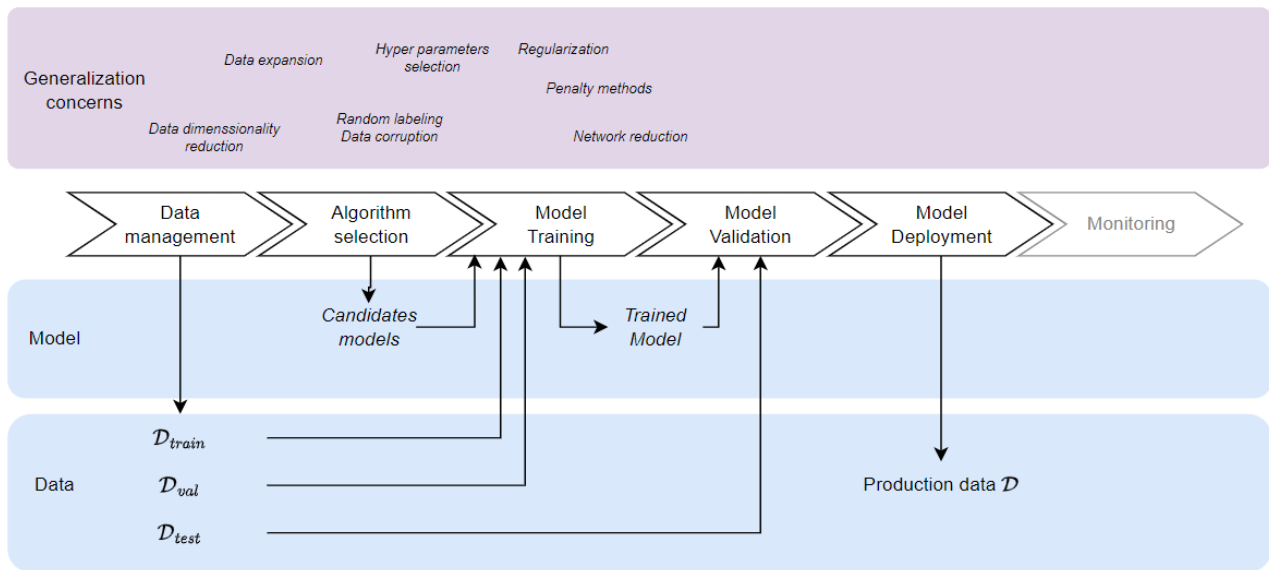 Generalization
concerns
Data expansion
Hyper parameters
selection
Regularization
Penalty methods
Data dimenssionality
reduction
Random labeling
Data corruption
Network reduction
Data
management
Algorithm
selection
Model
Training
Model
Validation
Model
Deployment
Monitoring
Model
Candidates
models
Trained
Model
Data
𝒟train
𝒟val
𝒟test
Production data 𝒟